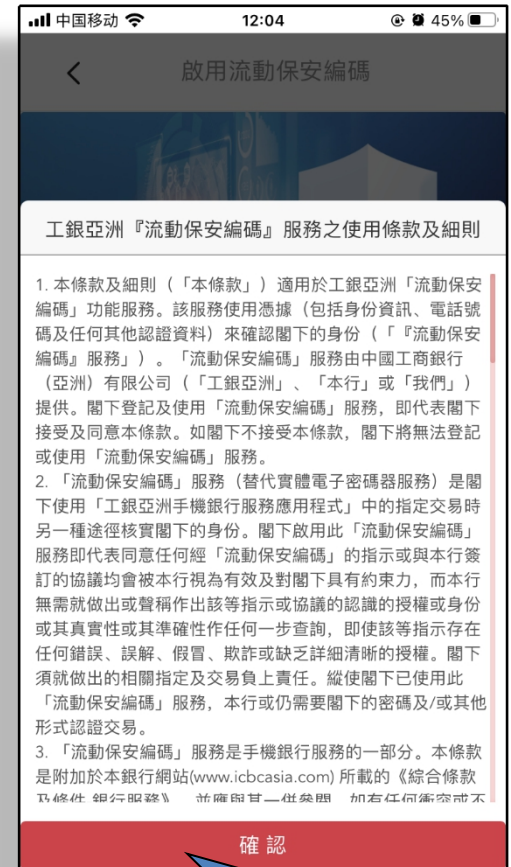 中国移动 12:04 45%
啟用流動保安編碼
工銀亞洲『流動保安編碼』服務之使用條款及細則
1. 本條款及細則（「本條款」）適用於工銀亞洲「流動保安
編碼」功能服務。該服務使用憑據（包括身份資訊、電話號
碼及任何其他認證資料）來確認閣下的身份（「『流動保安
編碼』服務」）。「流動保安編碼」服務由中國工商銀行
（亞洲）有限公司（「工銀亞洲」、「本行」或「我們」）
提供。閣下登記及使用「流動保安編碼」服務，即代表閣下
接受及同意本條款。如閣下不接受本條款，閣下將無法登記
或使用「流動保安編碼」服務。
2. 「流動保安編碼」服務（替代實體電子密碼器服務）是閣
下使用「工銀亞洲手機銀行服務應用程式」中的指定交易時
另一種途徑核實閣下的身份。閣下啟用此「流動保安編碼」
服務即代表同意任何經「流動保安編碼」的指示或與本行簽
訂的協議均會被本行視為有效及對閣下具有約束力，而本行
無需就做出或聲稱作出該等指示或協議的認識的授權或身份
或其真實性或其準確性作任何一步查詢，即使該等指示存在
任何錯誤、誤解、假冒、欺詐或缺乏詳細清晰的授權。閣下
須就做出的相關指定及交易負上責任。縱使閣下已使用此
「流動保安編碼」服務，本行或仍需要閣下的密碼及/或其他
形式認證交易。
3. 「流動保安編碼」服務是手機銀行服務的一部分。本條款
是附加於本銀行網站(www.icbcasia.com) 所載的《綜合條款
及條件-銀行服務》，並應與其一併參閱，如有任何衝突或不
確認